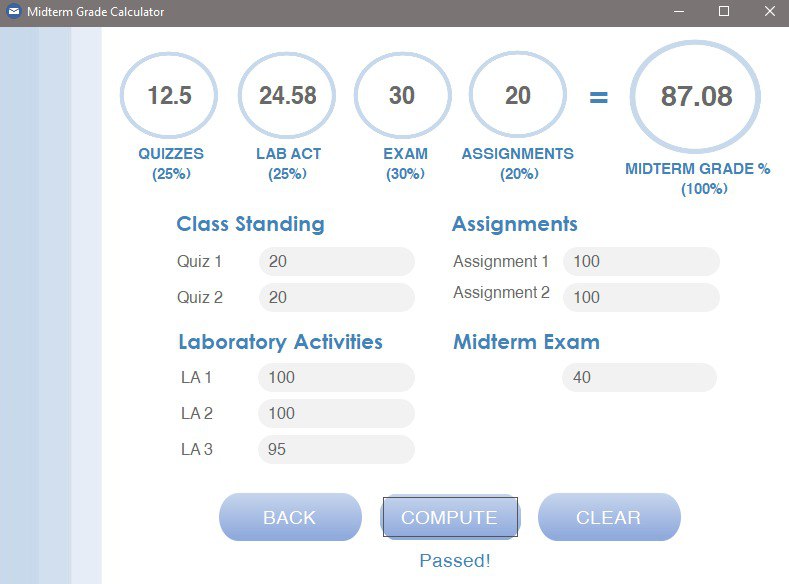 Midterm Grade Calculator
12.5 24.58 30 20 = 87.08
QUIZZES LAB ACT EXAM ASSIGNMENTS
(25%) (25%) (30%) (20%)
MIDTERM GRADE %
(100%)
Class Standing
Quiz 1 20
Quiz 2 20
Assignments
Assignment 1 100
Assignment 2 100
Laboratory Activities
LA 1 100
LA 2 100
LA 3 95
Midterm Exam
40
BACK COMPUTE CLEAR
Passed!